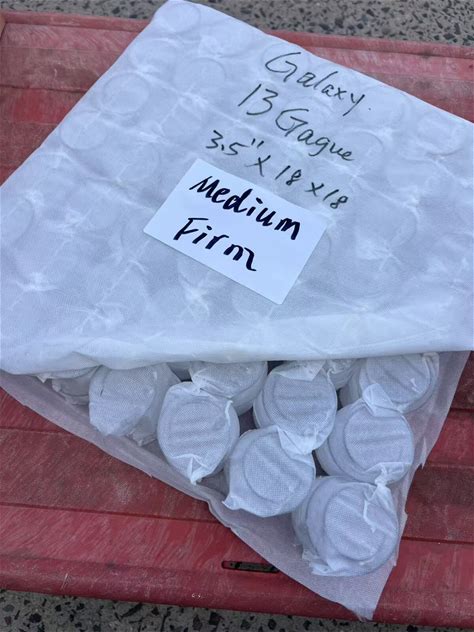 Galaxy.
13 Gague
3.5" x 18 x 18
Medium
Firm